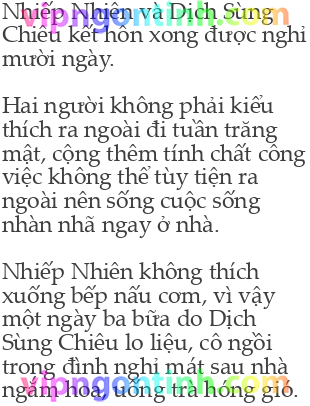 Nhiếp Nhiên và Dịch Sùng
Chiêu kết hôn xong được nghỉ
mười ngày.
Hai người không phải kiểu
thích ra ngoài đi tuần trăng
mật, cộng thêm tính chất công
việc không thể tùy tiện ra
ngoài nên sống cuộc sống
nhàn nhã ngay ở nhà.
Nhiếp Nhiên không thích
xuống bếp nấu cơm, vì vậy
một ngày ba bữa do Dịch
Sùng Chiêu lo liệu, cô ngồi
trong đình nghỉ mát sau nhà
ngắm hoa, uống trà hóng gió.
vipngontinh.com
vipngontinh.com